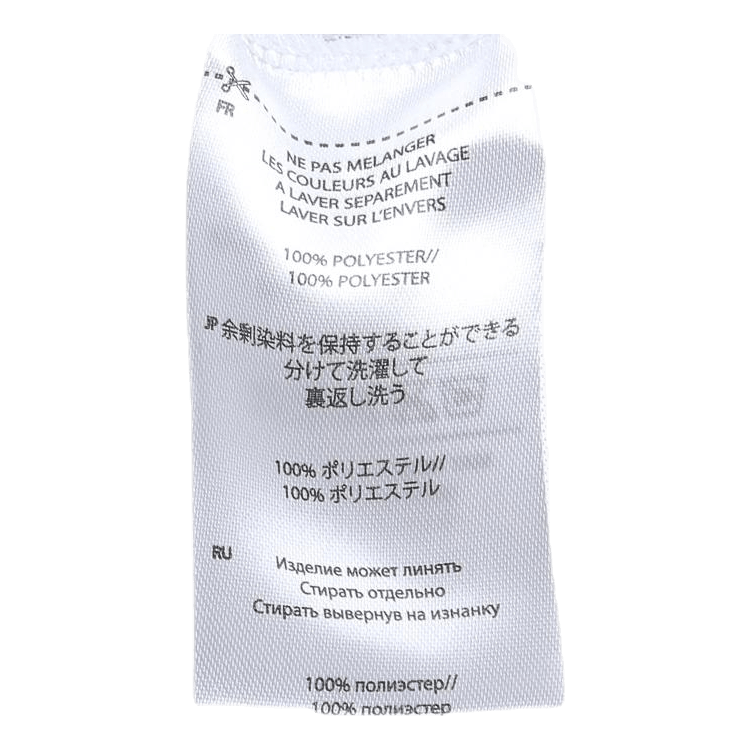 FR
NE PAS MELANGER
LES COULEURS AU LAVAGE
A LAVER SEPAREMENT
LAVER SUR L'ENVERS
100% POLYESTER//
100% POLYESTER
JP 余剰染料を保持することができる
分けて洗濯して
裏返し洗う
100% ポリエステル//
100% ポリエステル
RU
Изделие может линять
Стирать отдельно
Стирать вывернув на изнанку
100% полиэстер//
100% полиэстер